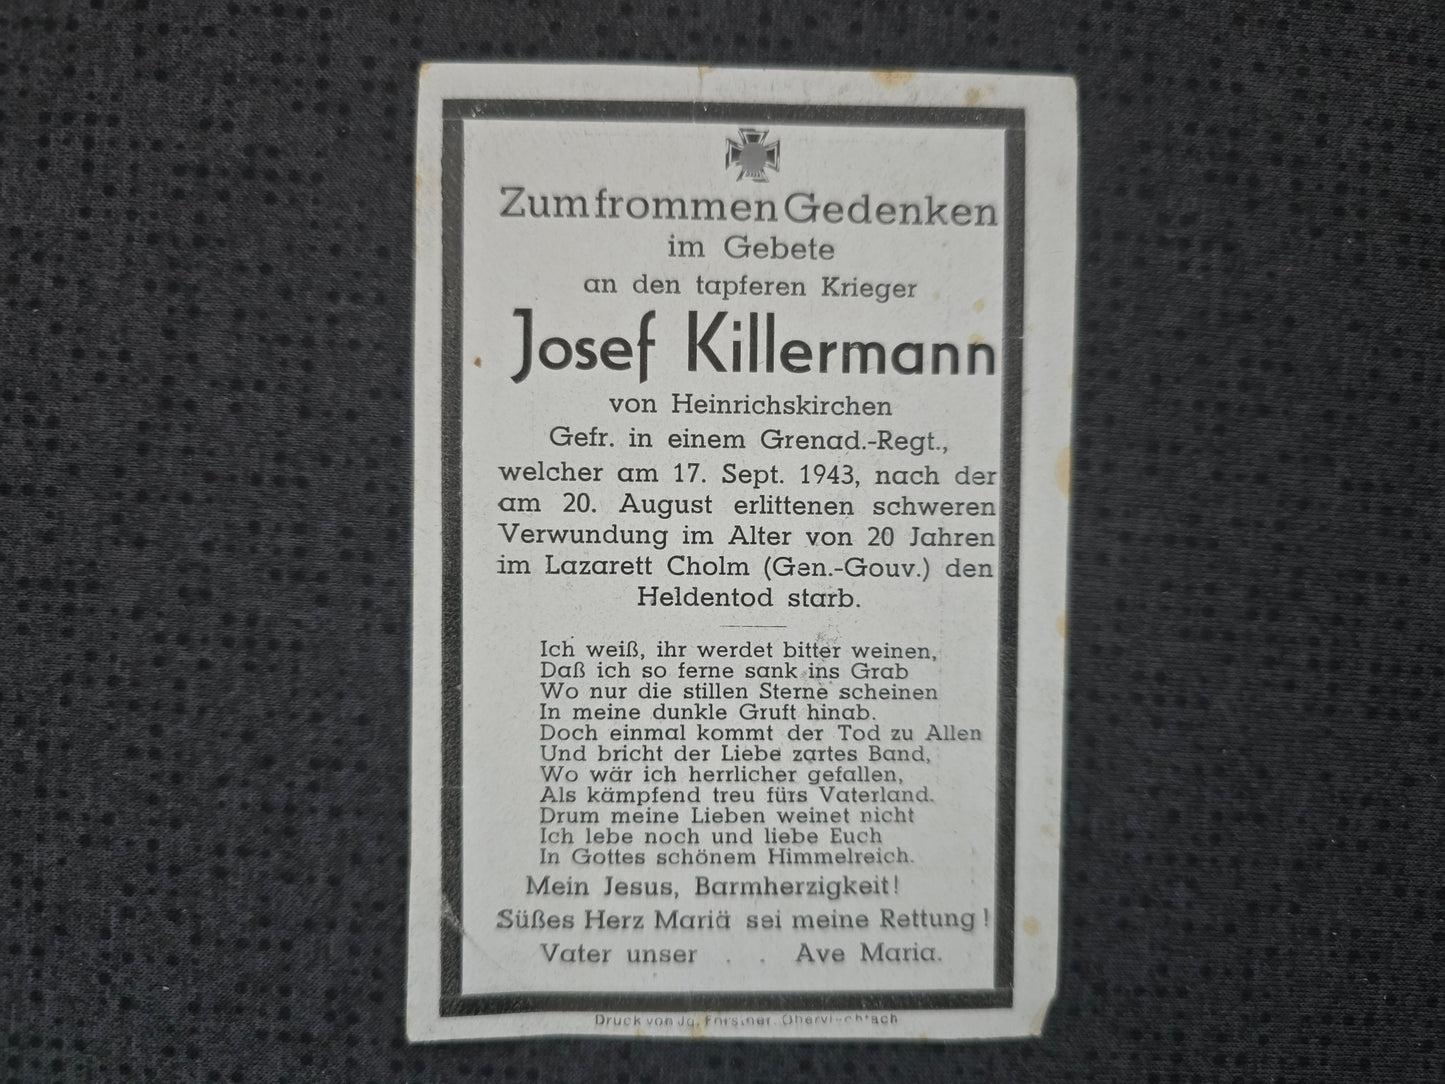 Zum frommen Gedenken
im Gebete
an den tapferen Krieger
Josef Killermann
von Heinrichskirchen
Gefr. in einem Grenad.-Regt.,
welcher am 17. Sept. 1943, nach der
am 20. August erlittenen schweren
Verwundung im Alter von 20 Jahren
im Lazarett Cholm (Gen.-Gouv.) den
Heldentod starb.
Ich weiß, ihr werdet bitter weinen,
Daß ich so ferne sank ins Grab
Wo nur die stillen Sterne scheinen
In meine dunkle Gruft hinab.
Doch einmal kommt der Tod zu Allen
Und bricht der Liebe zartes Band,
Wo wär ich herrlicher gefallen,
Als kämpfend treu fürs Vaterland.
Drum meine Lieben weinet nicht
Ich lebe noch und liebe Euch
In Gottes schönem Himmelreich.
Mein Jesus, Barmherzigkeit!
Süßes Herz Mariä sei meine Rettung!
Vater unser . . Ave Maria.
Druck von Jg.